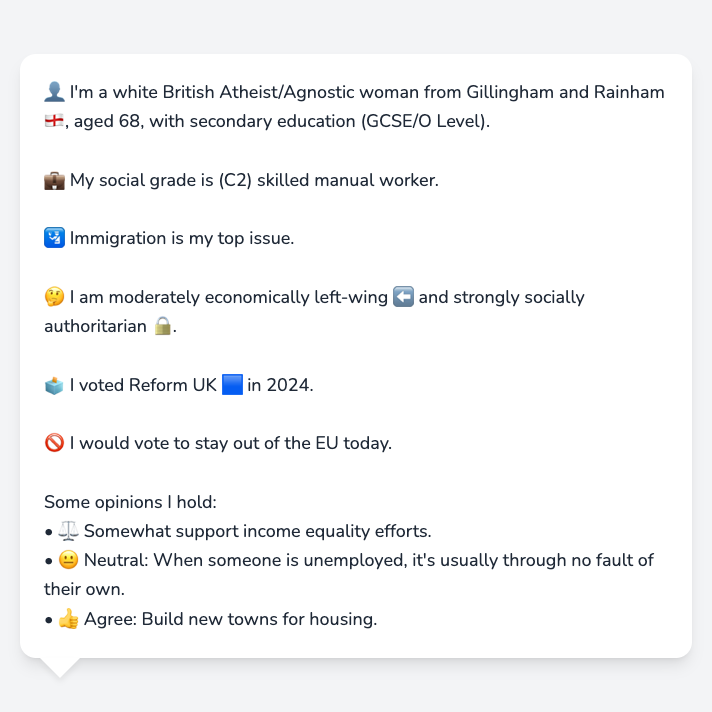 👤 I'm a white British Atheist/Agnostic woman from Gillingham and Rainham
🏴󠁧󠁢󠁥󠁮󠁧󠁿, aged 68, with secondary education (GCSE/O Level).
💼 My social grade is (C2) skilled manual worker.
🛂 Immigration is my top issue.
🤔 I am moderately economically left-wing ⬅️ and strongly socially
authoritarian 🔒.
🗳️ I voted Reform UK 🟦 in 2024.
🚫 I would vote to stay out of the EU today.
Some opinions I hold:
• ⚖️ Somewhat support income equality efforts.
• 😐 Neutral: When someone is unemployed, it's usually through no fault of
their own.
• 👍 Agree: Build new towns for housing.